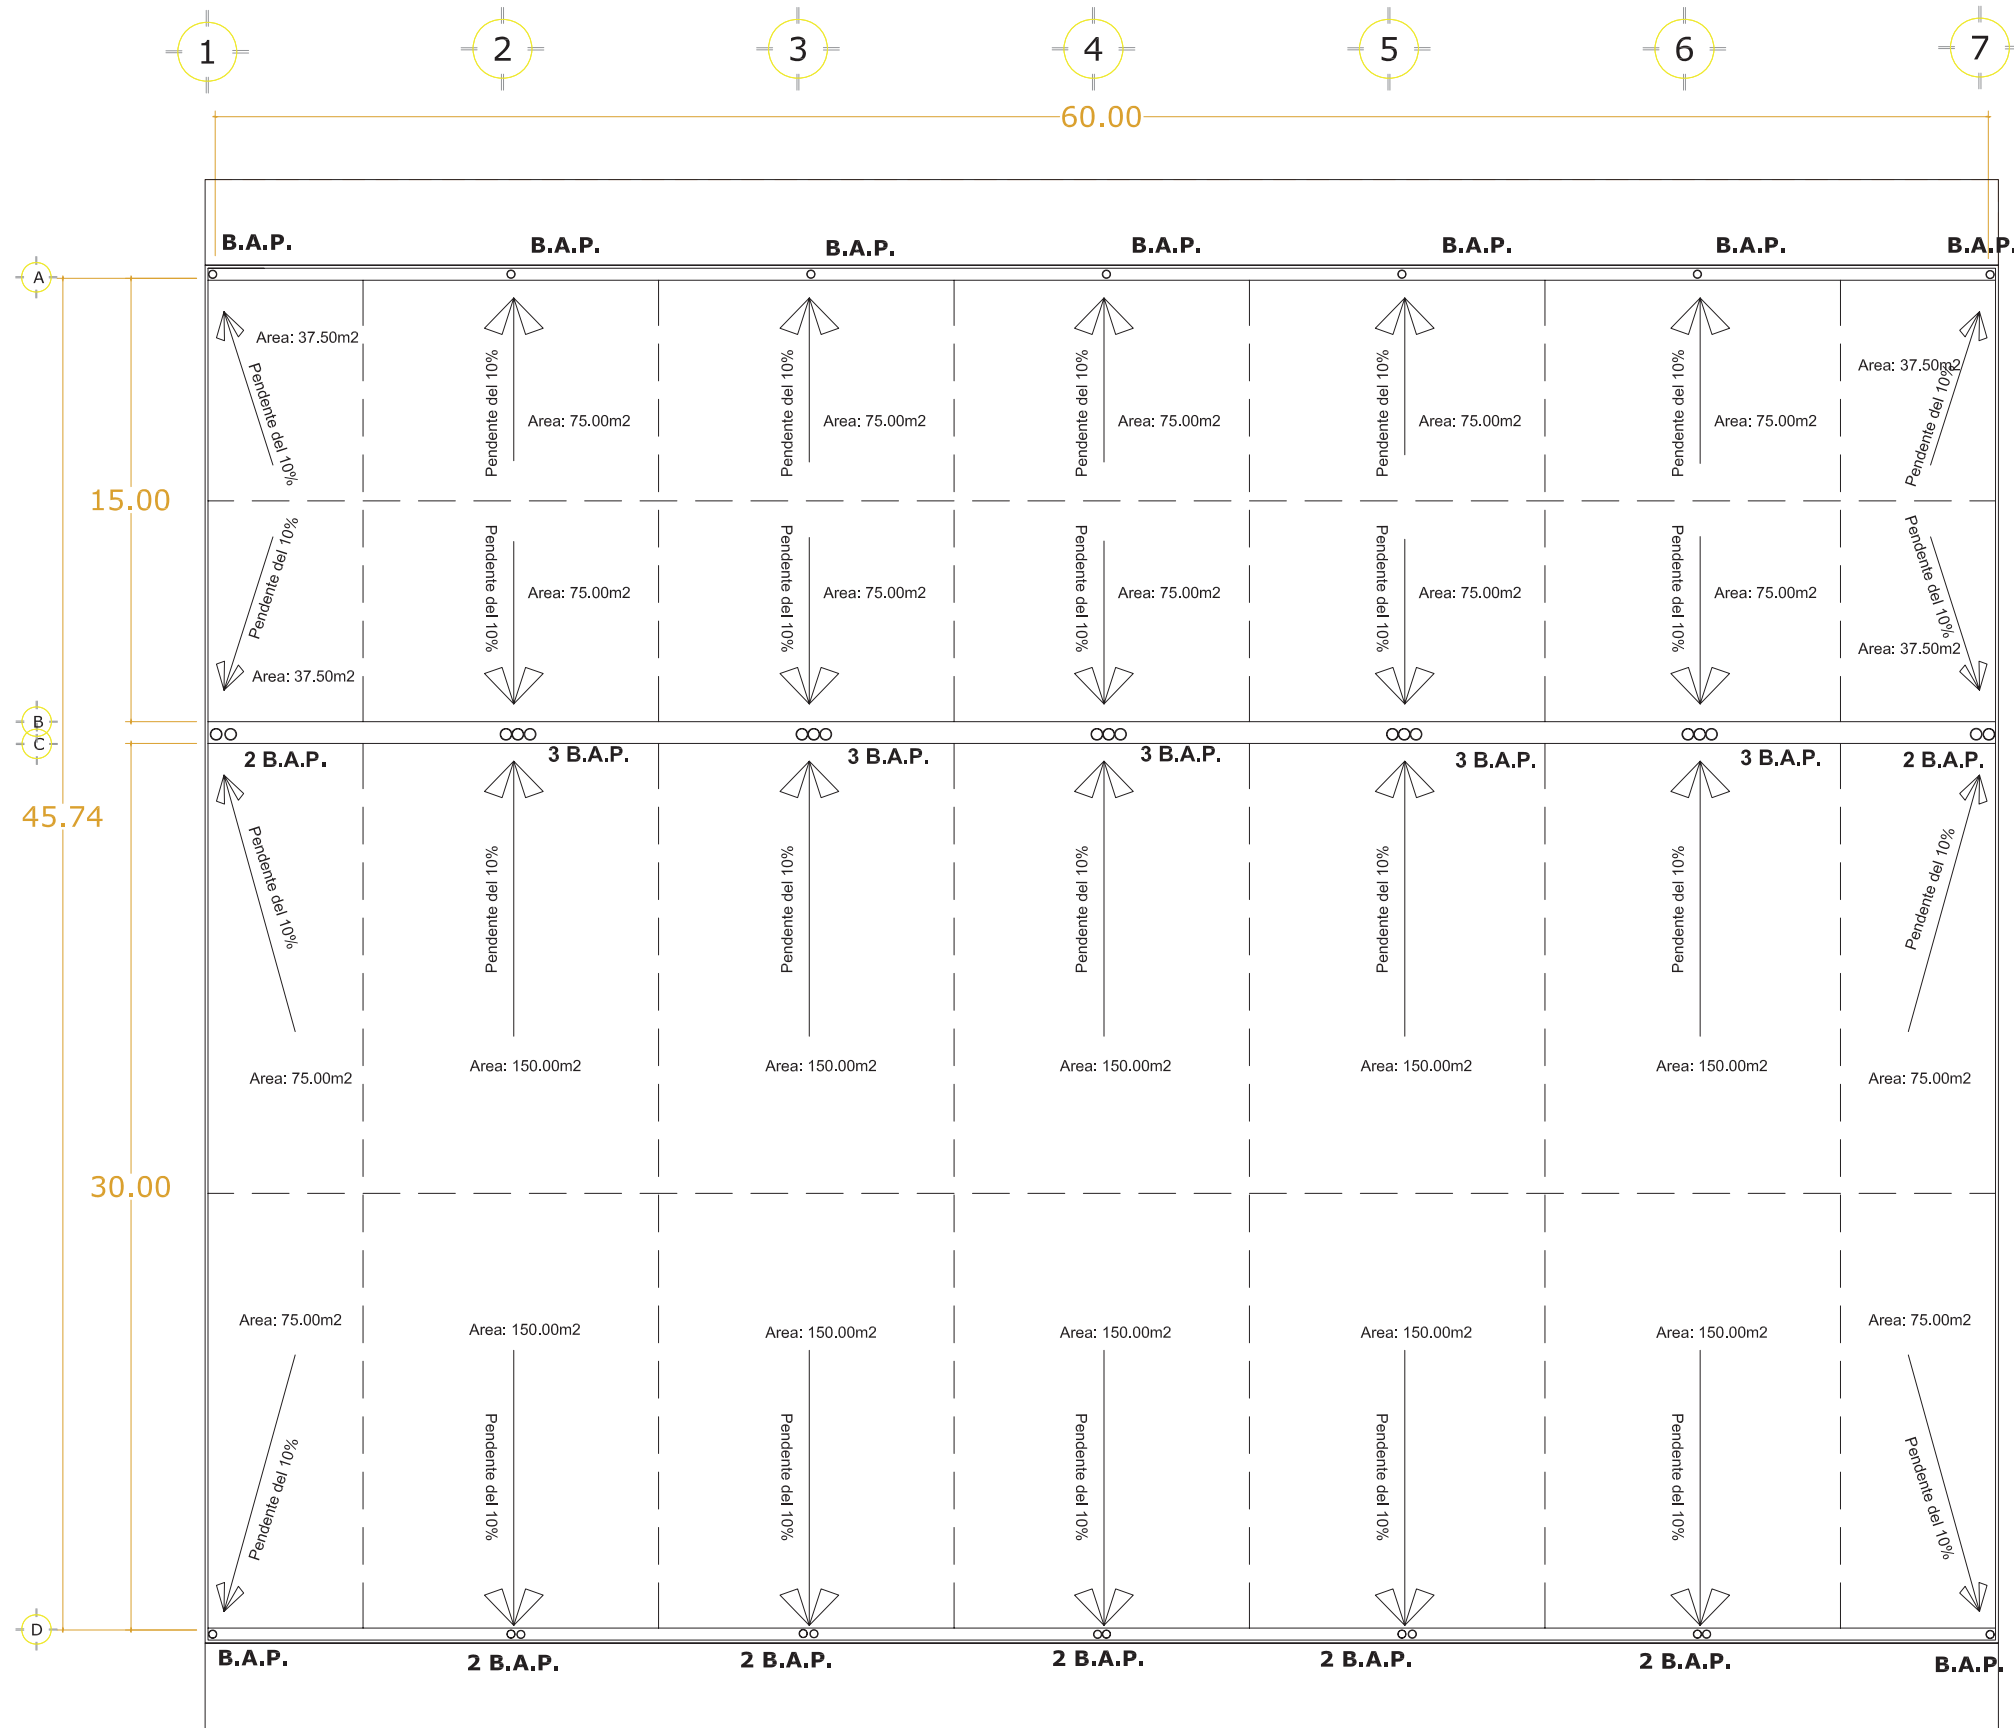 1 2 3 4 5 6 7
60.00
B.A.P. B.A.P. B.A.P. B.A.P. B.A.P. B.A.P. B.A.P.
A
Area: 37.50m2
Area: 37.50m2
Pendente del 10% Pendente del 10% Pendente del 10% Pendente del 10% Pendente del 10% Pendente del 10% Pendente del 10%
Area: 75.00m2 Area: 75.00m2 Area: 75.00m2 Area: 75.00m2 Area: 75.00m2
15.00
Pendente del 10% Pendente del 10% Pendente del 10% Pendente del 10% Pendente del 10% Pendente del 10% Pendente del 10%
Area: 75.00m2 Area: 75.00m2 Area: 75.00m2 Area: 75.00m2 Area: 75.00m2
Area: 37.50m2 Area: 37.50m2
B
C
2 B.A.P. 3 B.A.P. 3 B.A.P. 3 B.A.P. 3 B.A.P. 3 B.A.P. 2 B.A.P.
45.74
Pendente del 10% Pendente del 10% Pendente del 10% Pendente del 10% Pendente del 10% Pendente del 10% Pendente del 10%
Area: 75.00m2 Area: 150.00m2 Area: 150.00m2 Area: 150.00m2 Area: 150.00m2 Area: 150.00m2 Area: 75.00m2
30.00
Area: 75.00m2 Area: 150.00m2 Area: 150.00m2 Area: 150.00m2 Area: 150.00m2 Area: 150.00m2 Area: 75.00m2
Pendente del 10% Pendente del 10% Pendente del 10% Pendente del 10% Pendente del 10% Pendente del 10% Pendente del 10%
D
B.A.P. 2 B.A.P. 2 B.A.P. 2 B.A.P. 2 B.A.P. 2 B.A.P. B.A.P.